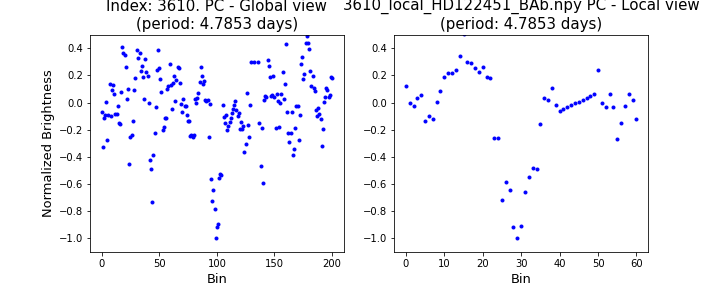 Index: 3610. PC - Global view
(period: 4.7853 days)
3610_local_HD122451_BAb.npy PC - Local view
(period: 4.7853 days)
Normalized Brightness
0.4
0.2
0.0
−0.2
−0.4
−0.6
−0.8
−1.0
0 50 100 150 200
Bin
0.4
0.2
0.0
−0.2
−0.4
−0.6
−0.8
−1.0
0 10 20 30 40 50 60
Bin